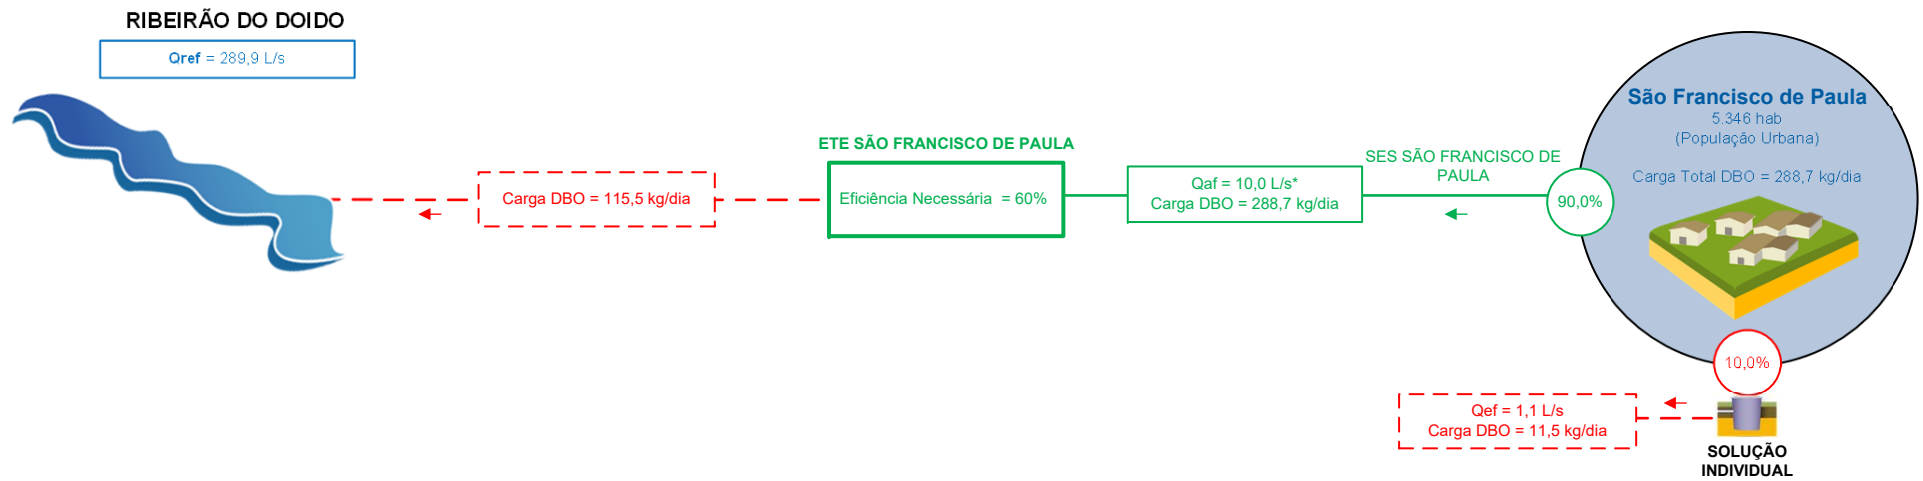 RIBEIRÃO DO DOIDO
Qref = 289,9 L/s
Carga DBO = 115,5 kg/dia
ETE SÃO FRANCISCO DE PAULA
Eficiência Necessária = 60%
Qaf = 10,0 L/s*
Carga DBO = 288,7 kg/dia
SES SÃO FRANCISCO DE
PAULA
90,0%
São Francisco de Paula
5.346 hab
(População Urbana)
Carga Total DBO = 288,7 kg/dia
10,0%
Qef = 1,1 L/s
Carga DBO = 11,5 kg/dia
SOLUÇÃO
INDIVIDUAL